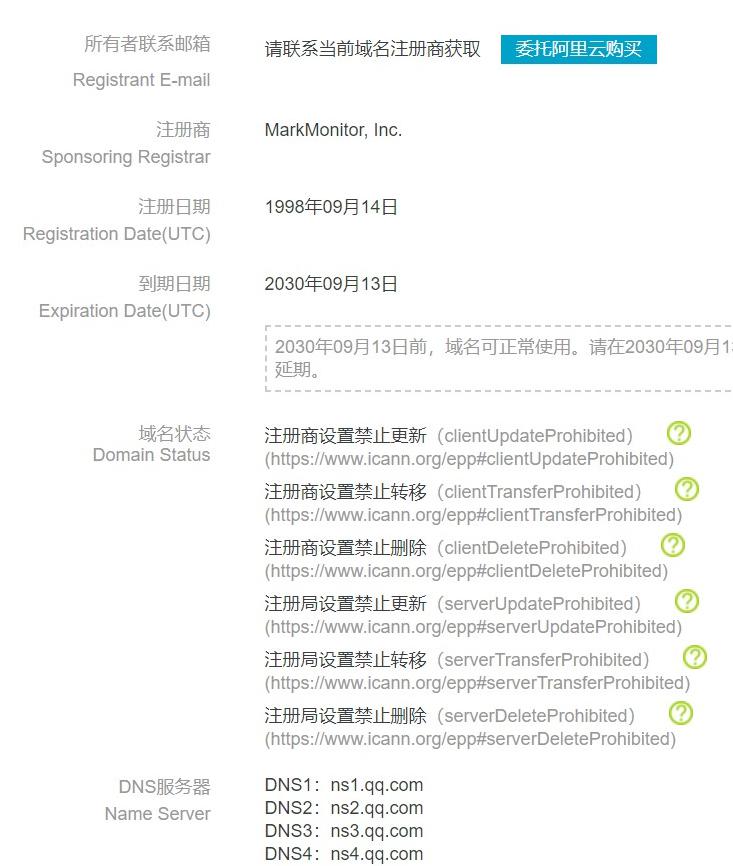 所有者联系邮箱
请联系当前域名注册商获取 委托阿里云购买
Registrant E-mail
注册商
MarkMonitor, Inc.
Sponsoring Registrar
注册日期
1998年09月14日
Registration Date(UTC)
到期日期
2030年09月13日
Expiration Date(UTC)
2030年09月13日前，域名可正常使用。请在2030年09月1
延期。
域名状态
Domain Status
注册商设置禁止更新（clientUpdateProhibited）
(https://www.icann.org/epp#clientUpdateProhibited)
注册商设置禁止转移（clientTransferProhibited）
(https://www.icann.org/epp#clientTransferProhibited)
注册商设置禁止删除（clientDeleteProhibited）
(https://www.icann.org/epp#clientDeleteProhibited)
注册局设置禁止更新（serverUpdateProhibited）
(https://www.icann.org/epp#serverUpdateProhibited)
注册局设置禁止转移（serverTransferProhibited）
(https://www.icann.org/epp#serverTransferProhibited)
注册局设置禁止删除（serverDeleteProhibited）
(https://www.icann.org/epp#serverDeleteProhibited)
DNS服务器
Name Server
DNS1：ns1.qq.com
DNS2：ns2.qq.com
DNS3：ns3.qq.com
DNS4：ns4.qq.com